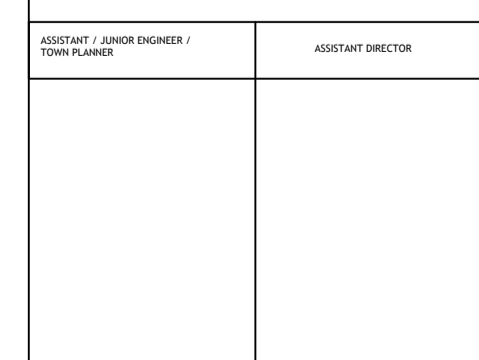 ASSISTANT / JUNIOR ENGINEER /
TOWN PLANNER
ASSISTANT DIRECTOR